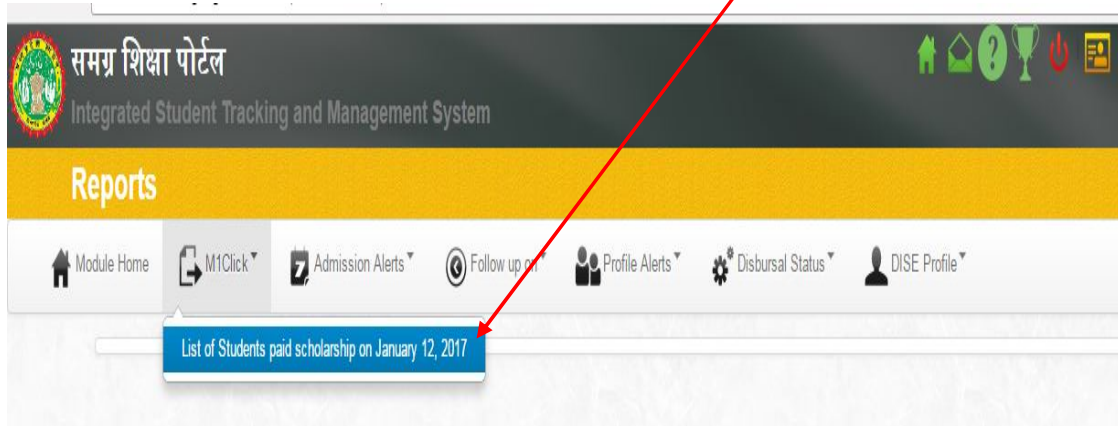 समग्र शिक्षा पोर्टल
Integrated Student Tracking and Management System
Reports
Module Home M1Click Admission Alerts Follow up on Profile Alerts Disbursal Status DISE Profile
List of Students paid scholarship on January 12, 2017